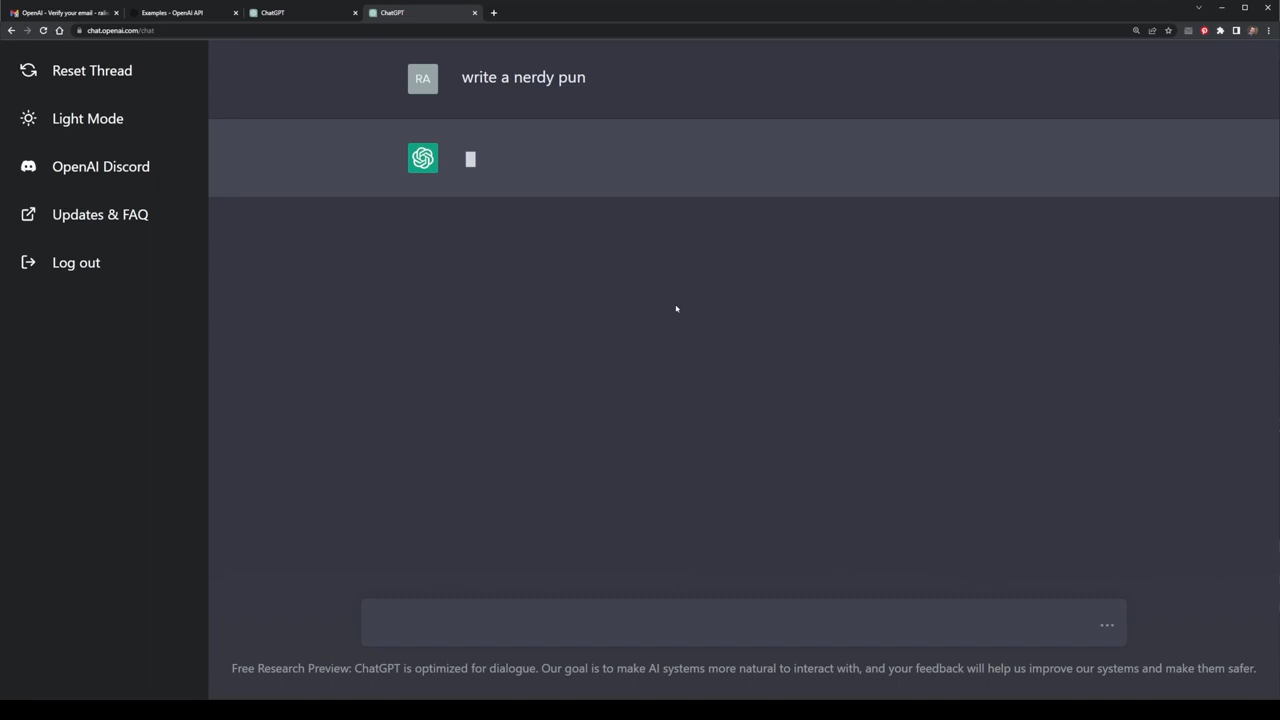 OpenAI - Verify your email - rain
Examples - OpenAI API
ChatGPT
ChatGPT
chat.openai.com/chat
Reset Thread
Light Mode
OpenAI Discord
Updates & FAQ
Log out
RA
write a nerdy pun
Free Research Preview: ChatGPT is optimized for dialogue. Our goal is to make AI systems more natural to interact with, and your feedback will help us improve our systems and make them safer.